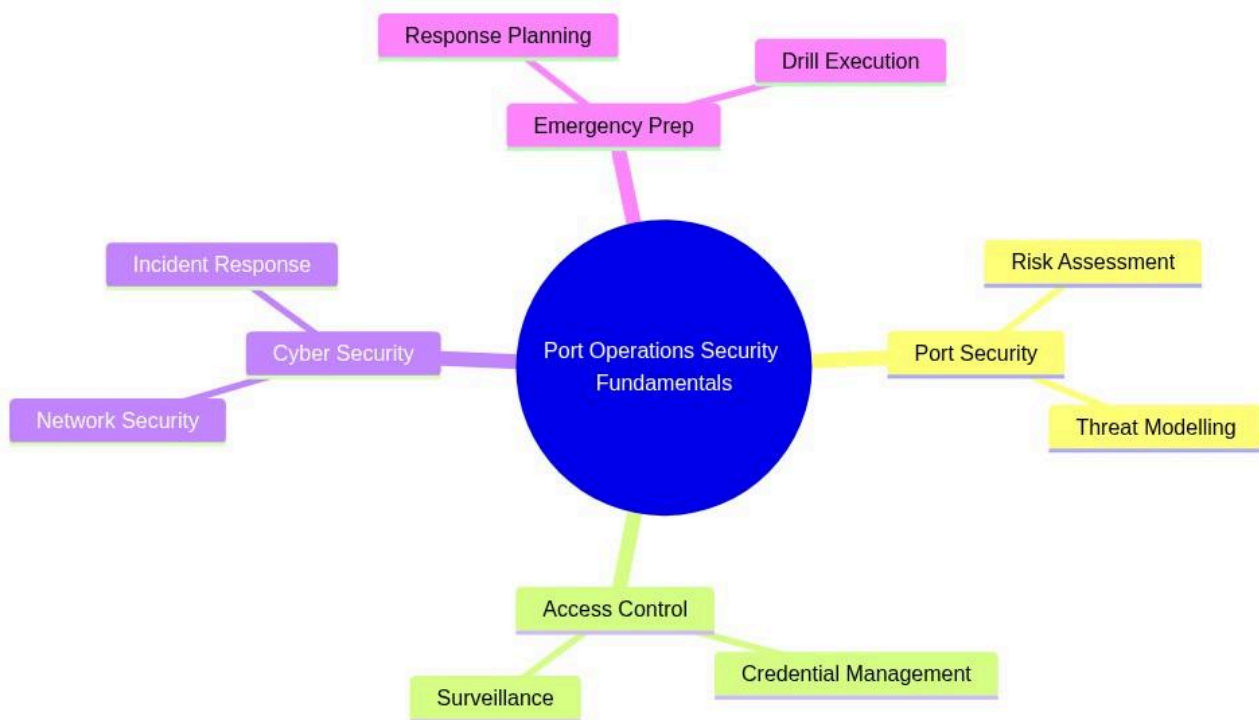 Response Planning
Drill Execution
Emergency Prep
Incident Response
Risk Assessment
Cyber Security
Port Operations Security
Fundamentals
Port Security
Network Security
Threat Modelling
Access Control
Credential Management
Surveillance